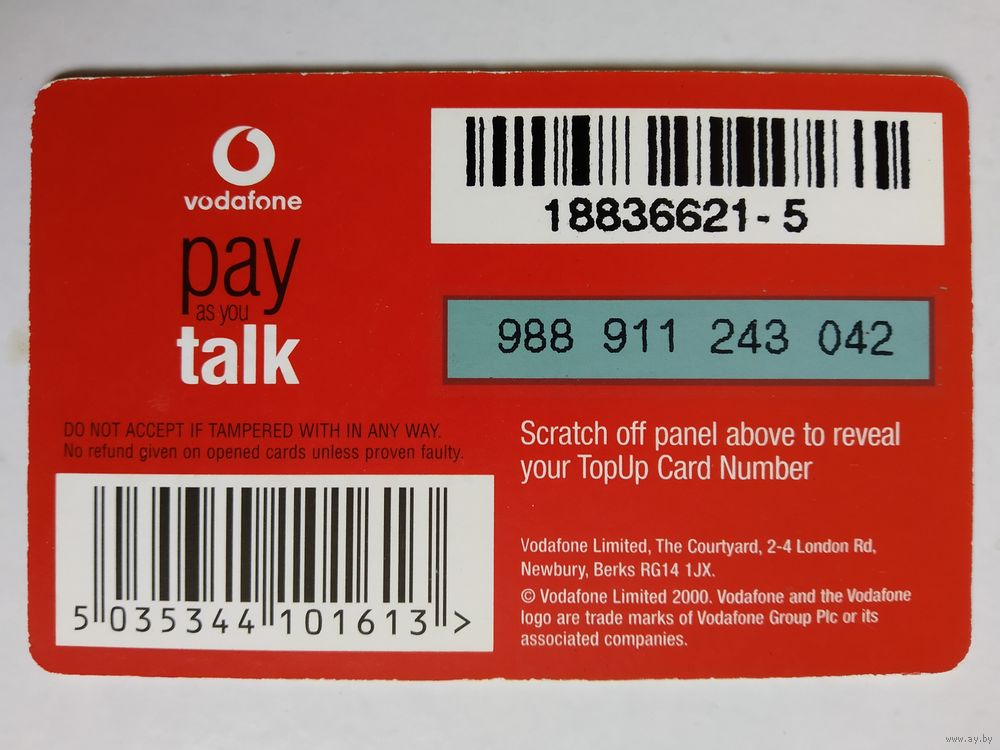 vodafone
pay
as you
talk
18836621-5
988 911 243 042
DO NOT ACCEPT IF TAMPERED WITH IN ANY WAY.
No refund given on opened cards unless proven faulty.
5 035344 101613 >
Scratch off panel above to reveal
your TopUp Card Number
Vodafone Limited, The Courtyard, 2-4 London Rd,
Newbury, Berks RG14 1JX.
© Vodafone Limited 2000. Vodafone and the Vodafone
logo are trade marks of Vodafone Group Plc or its
associated companies.
www.ay.by